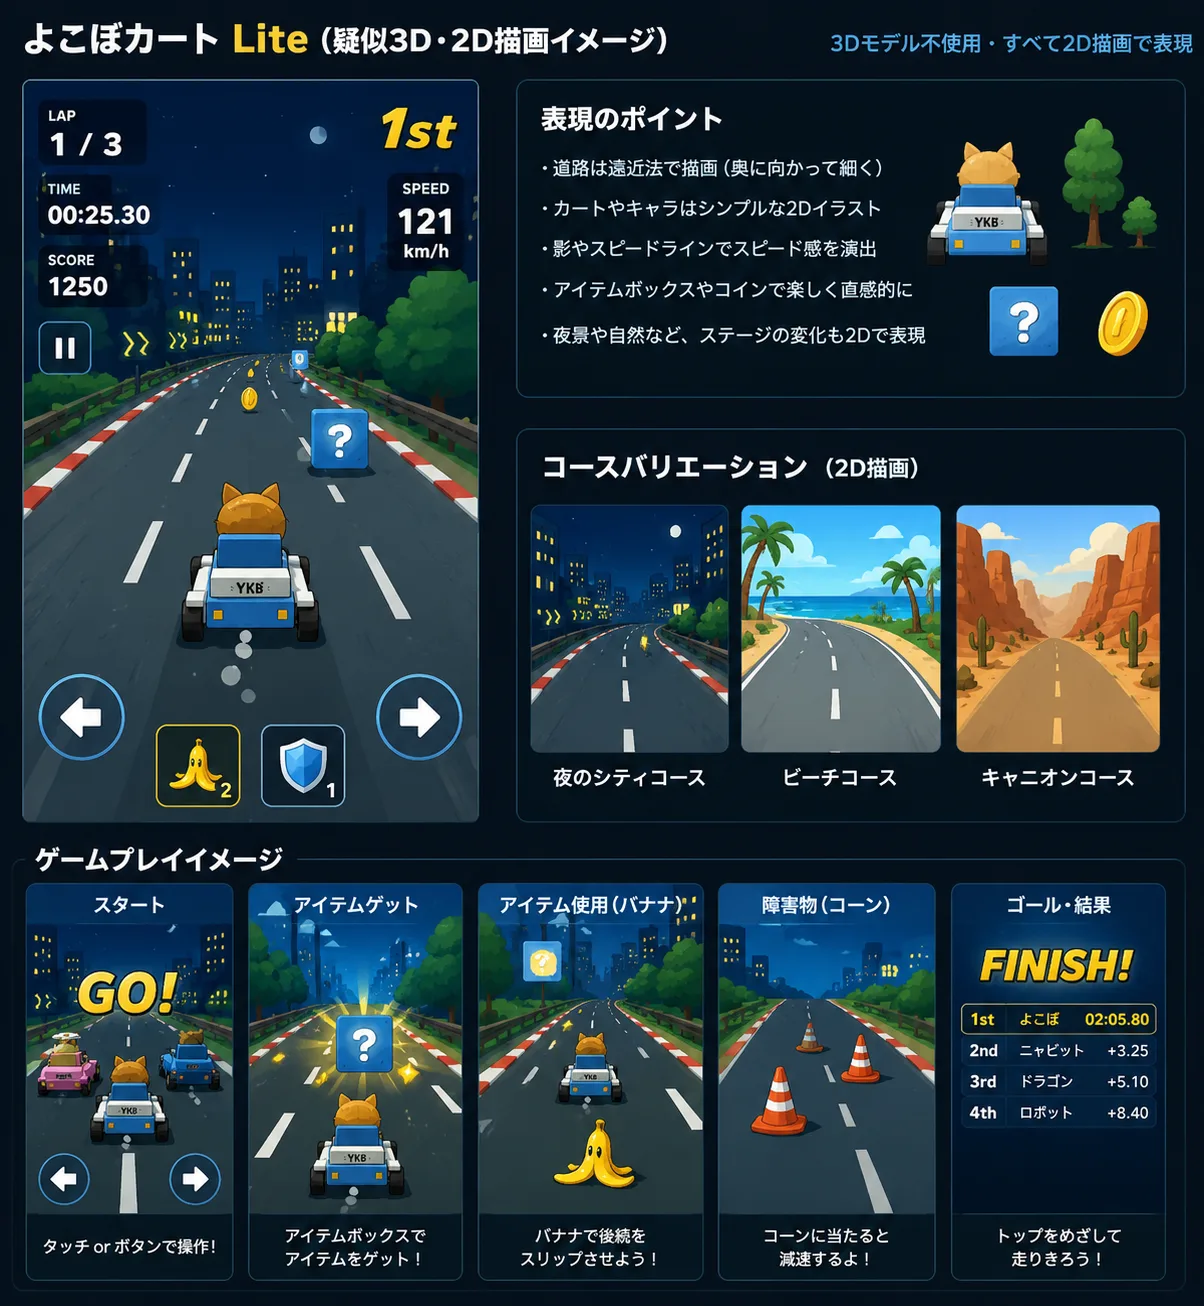 よこぼカート Lite (疑似3D・2D描画イメージ)
3Dモデル不使用・すべて2D描画で表現
LAP
1 / 3
1st
TIME
00:25.30
SPEED
121
km/h
SCORE
1250
?
YKB
2
1
表現のポイント
・道路は遠近法で描画（奥に向かって細く）
・カートやキャラはシンプルな2Dイラスト
・影やスピードラインでスピード感を演出
・アイテムボックスやコインで楽しく直感的に
・夜景や自然など、ステージの変化も2Dで表現
YKB
?
コースバリエーション（2D描画）
夜のシティコース
ビーチコース
キャニオンコース
ゲームプレイイメージ
スタート
GO!
YKB
タッチ or ボタンで操作！
アイテムゲット
?
YKB
アイテムボックスで
アイテムをゲット！
アイテム使用（バナナ）
?
YKB
バナナで後続を
スリップさせよう！
障害物（コーン）
コーンに当たると
減速するよ！
ゴール・結果
FINISH!
1st よこぼ 02:05.80
2nd ニャビット +3.25
3rd ドラゴン +5.10
4th ロボット +8.40
トップをめざして
走りきろう！